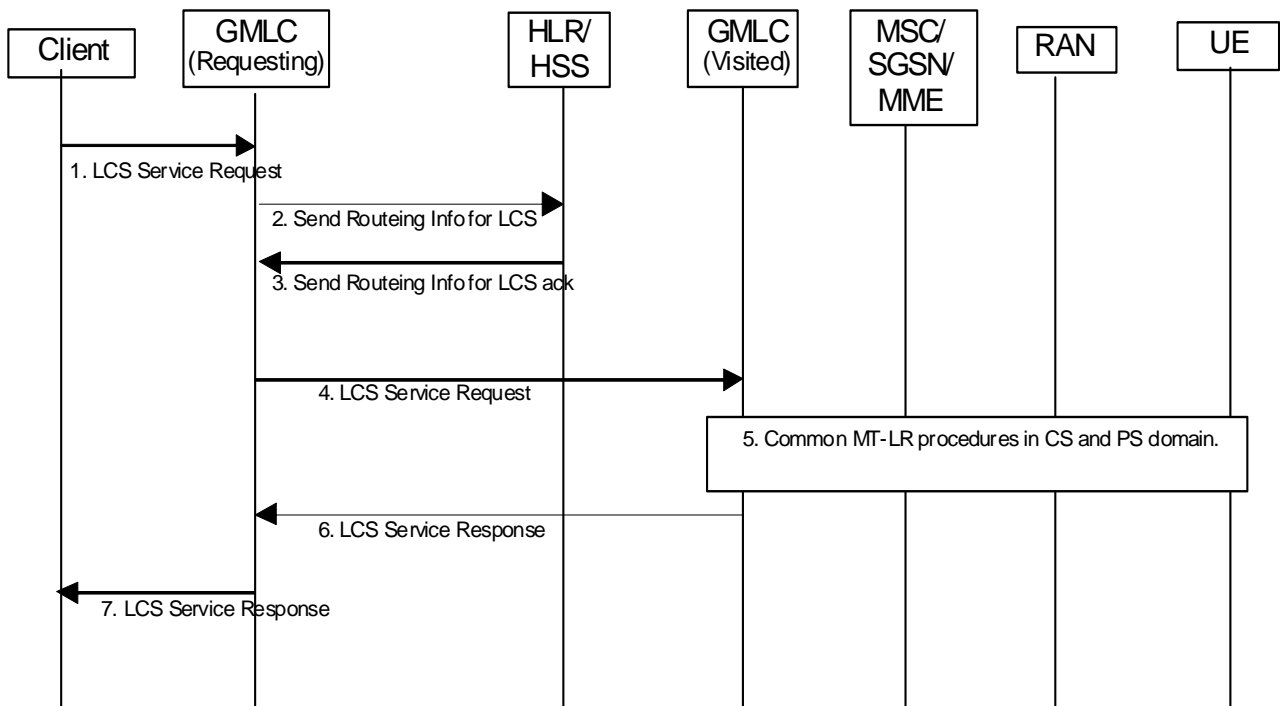 Client
GMLC
(Requesting)
HLR/
HSS
GMLC
(Visited)
MSC/
SGSN/
MME
RAN
UE
1. LCS Service Request
2. Send Routeing Info for LCS
3. Send Routeing Info for LCS ack
4. LCS Service Request
5. Common MT-LR procedures in CS and PS domain.
6. LCS Service Response
7. LCS Service Response